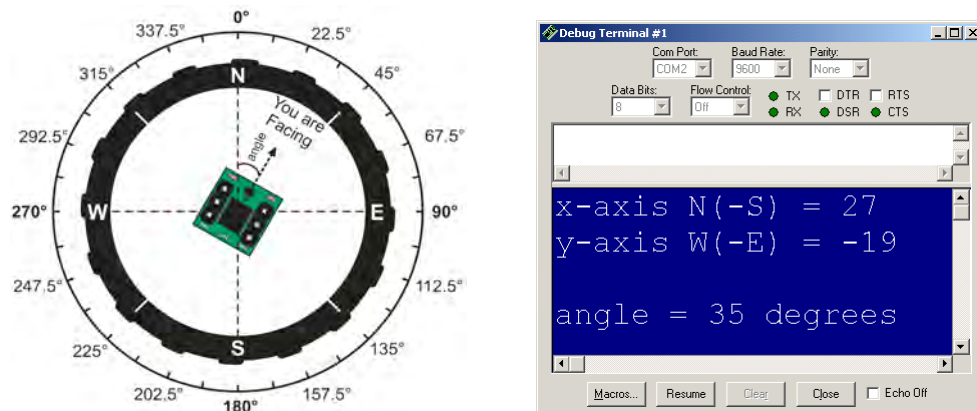 0°
337.5°
22.5°
315°
45°
N
You are
Facing
angle
292.5°
67.5°
270°
W
E
90°
247.5°
112.5°
225°
135°
S
202.5°
157.5°
180°
Debug Terminal #1
Com Port:
Baud Rate:
Parity:
COM2
9600
None
Data Bits:
Flow Control:
8
Off
TX
DTR
RTS
RX
DSR
CTS
x-axis N(-S) = 27
y-axis W(-E) = -19
angle = 35 degrees
Macros...
Resume
Clear
Close
Echo Off